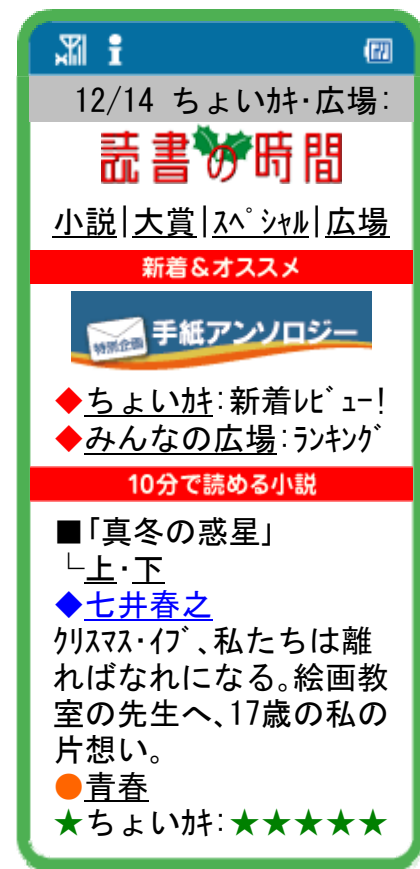 12/14 ちょいｶｷ･広場:
読書の時間
小説|大賞|ｽﾍﾟｼｬﾙ|広場
新着＆オススメ
特別企画 手紙アンソロジー
◆ちょいｶｷ:新着ﾚﾋﾞｭｰ!
◆みんなの広場:ﾗﾝｷﾝｸﾞ
10分で読める小説
■「真冬の惑星」
└上･下
◆七井春之
ｸﾘｽﾏｽ･ｲﾌﾞ､私たちは離
ればなれになる｡絵画教
室の先生へ､17歳の私の
片想い｡
●青春
★ちょいｶｷ:★★★★★